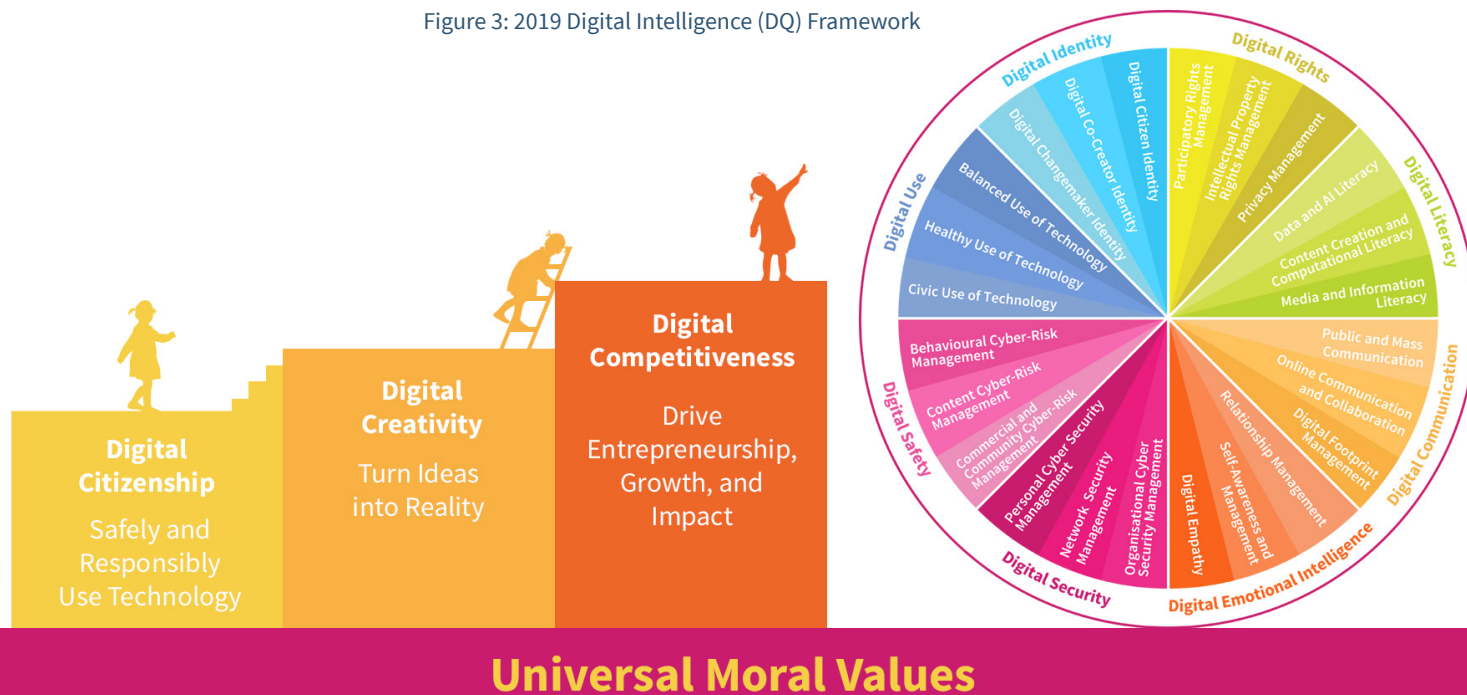 Figure 3: 2019 Digital Intelligence (DQ) Framework
Digital
Citizenship
Safely and
Responsibly
Use Technology
Digital
Creativity
Turn Ideas
into Reality
Digital
Competitiveness
Drive
Entrepreneurship,
Growth, and
Impact
Digital Identity
Digital Changemaker Identity
Digital Co-Creator Identity
Digital Citizen Identity
Digital Rights
Participatory Rights
Management
Intellectual Property
Rights Management
Privacy Management
Digital Literacy
Data and AI Literacy
Content Creation and
Computational Literacy
Media and Information
Literacy
Digital Communication
Public and Mass
Communication
Online Communication
and Collaboration
Digital Footprint
Management
Digital Emotional Intelligence
Relationship Management
Self-Awareness and
Management
Digital Empathy
Digital Security
Organisational Cyber
Security Management
Network Security
Management
Personal Cyber Security
Management
Digital Safety
Commercial and
Community Cyber-Risk
Management
Content Cyber-Risk
Management
Behavioural Cyber-Risk
Management
Digital Use
Civic Use of Technology
Healthy Use of Technology
Balanced Use of Technology
Universal Moral Values